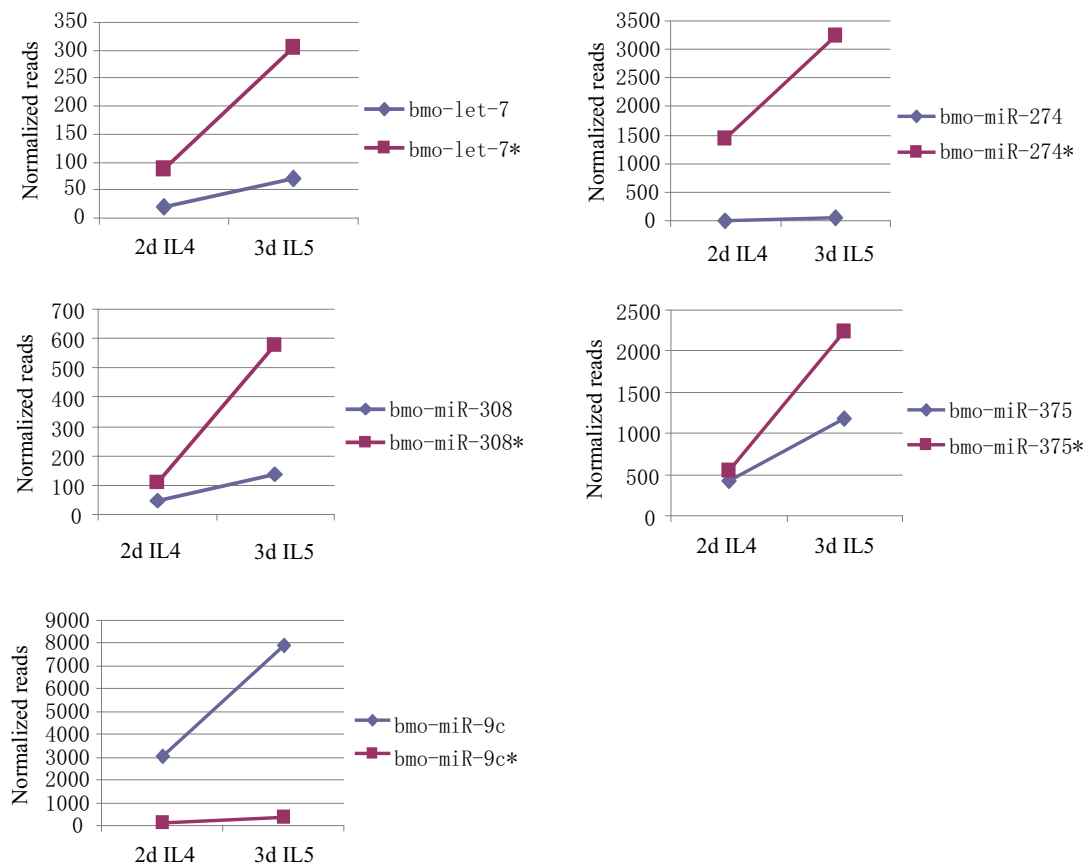 350
300
250
200
150
100
50
0
Normalized reads
2d IL4 3d IL5
bmo-let-7
bmo-let-7*
3500
3000
2500
2000
1500
1000
500
0
Normalized reads
2d IL4 3d IL5
bmo-miR-274
bmo-miR-274*
700
600
500
400
300
200
100
0
Normalized reads
2d IL4 3d IL5
bmo-miR-308
bmo-miR-308*
2500
2000
1500
1000
500
0
Normalized reads
2d IL4 3d IL5
bmo-miR-375
bmo-miR-375*
9000
8000
7000
6000
5000
4000
3000
2000
1000
0
Normalized reads
2d IL4 3d IL5
bmo-miR-9c
bmo-miR-9c*